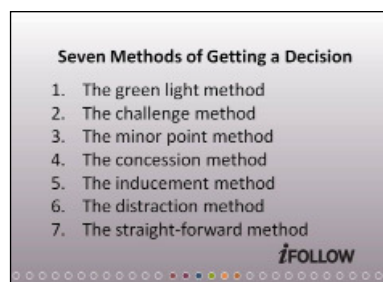 Seven Methods of Getting a Decision
1. The green light method
2. The challenge method
3. The minor point method
4. The concession method
5. The inducement method
6. The distraction method
7. The straight-forward method
iFOLLOW